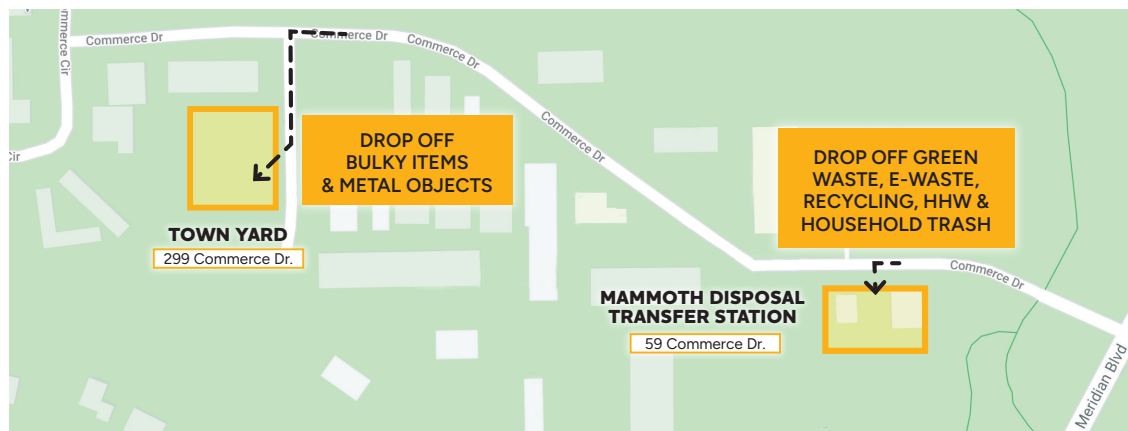 Commerce Cir
Commerce Dr
Commerce Dr
Commerce Dr
Commerce Dr
Cir
DROP OFF
BULKY ITEMS
& METAL OBJECTS
DROP OFF GREEN
WASTE, E-WASTE,
RECYCLING, HHW &
HOUSEHOLD TRASH
TOWN YARD
299 Commerce Dr.
Commerce Dr
MAMMOTH DISPOSAL
TRANSFER STATION
59 Commerce Dr.
Meridian Blvd